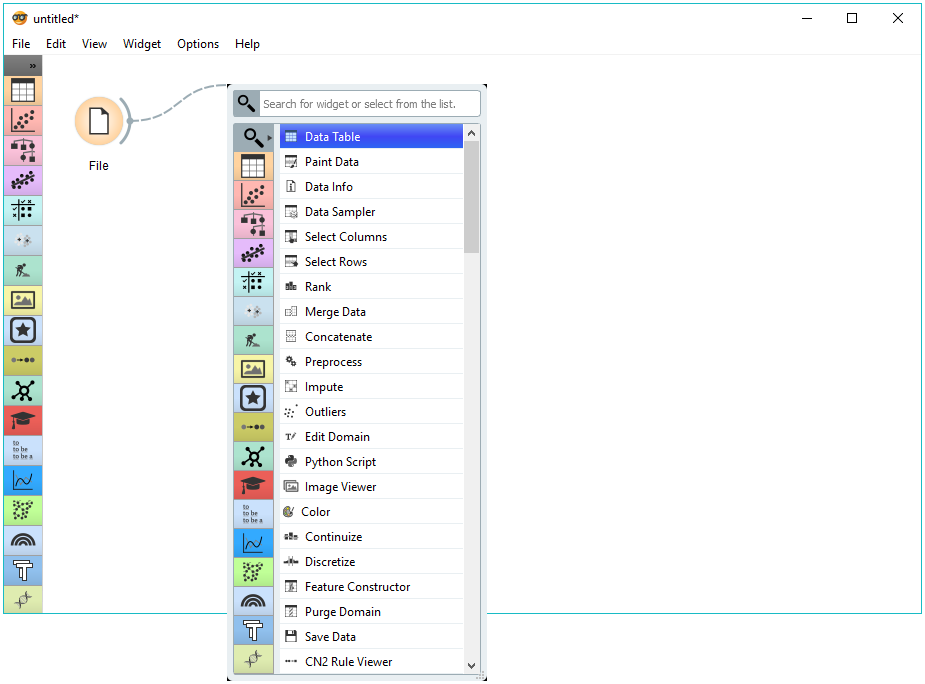 untitled*
File Edit View Widget Options Help
»
File
Search for widget or select from the list.
Data Table
Paint Data
Data Info
Data Sampler
Select Columns
Select Rows
Rank
Merge Data
Concatenate
Preprocess
Impute
Outliers
Edit Domain
Python Script
Image Viewer
Color
Continuize
Discretize
Feature Constructor
Purge Domain
Save Data
CN2 Rule Viewer
to
to be
to be a
to
to be
to be a